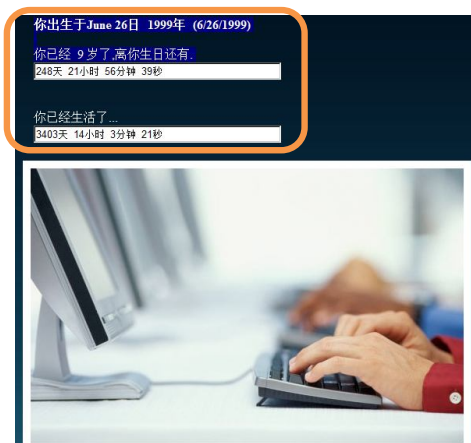 你出生于June 26日 1999年 (6/26/1999)
你已经 9 岁了,离你生日还有.
248天 21小时 56分钟 39秒
你已经生活了...
3403天 14小时 3分钟 21秒